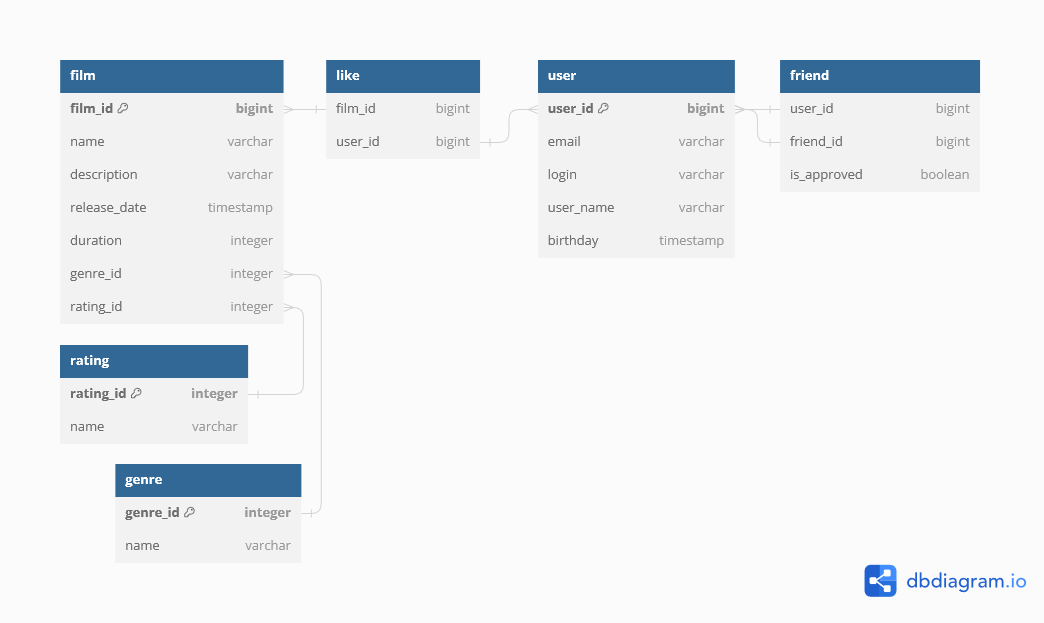 film
film_id bigint
name varchar
description varchar
release_date timestamp
duration integer
genre_id integer
rating_id integer
like
film_id bigint
user_id bigint
user
user_id bigint
email varchar
login varchar
user_name varchar
birthday timestamp
friend
user_id bigint
friend_id bigint
is_approved boolean
rating
rating_id integer
name varchar
genre
genre_id integer
name varchar
dbdiagram.io